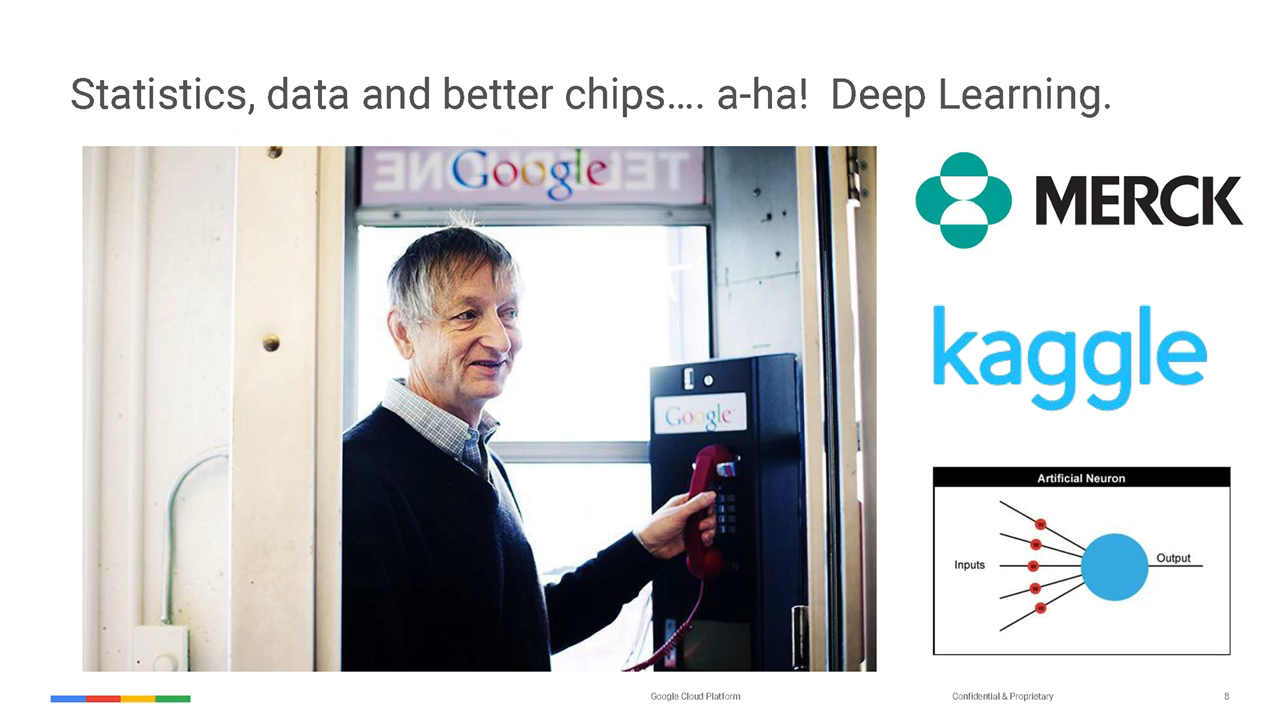 Statistics, data and better chips.... a-ha!  Deep Learning.
TELEPHONE
Google
Google
MERCK
kaggle
Artificial Neuron
w
w
Inputs
w
Output
w
w
Google Cloud Platform
Confidential & Proprietary
8